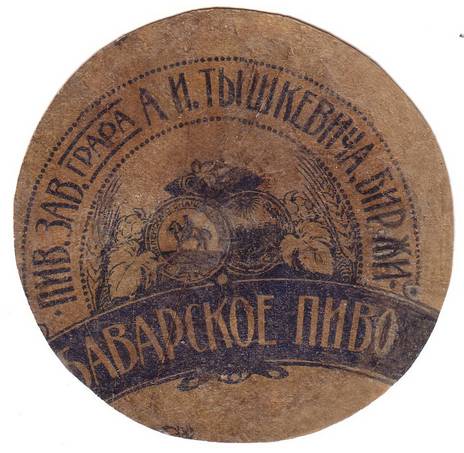 ПИВ. ЗАВ. ГРАФА А. И. ТЫШКЕВИЧА. БИРЖИ
БАВАРСКОЕ ПИВО